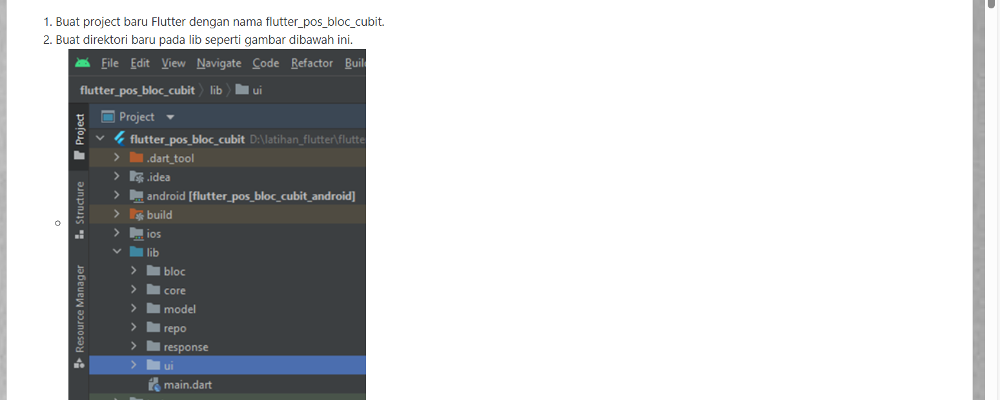 1. Buat project baru Flutter dengan nama flutter_pos_bloc_cubit.
2. Buat direktori baru pada lib seperti gambar dibawah ini.
File Edit View Navigate Code Refactor
flutter_pos_bloc_cubit lib ui
Project
Project
flutter_pos_bloc_cubit D:\latihan_flutter\flutte
.dart_tool
.idea
android [flutter_pos_bloc_cubit_android]
Structure
build
ios
lib
Resource Manager
bloc
core
model
repo
response
ui
main.dart